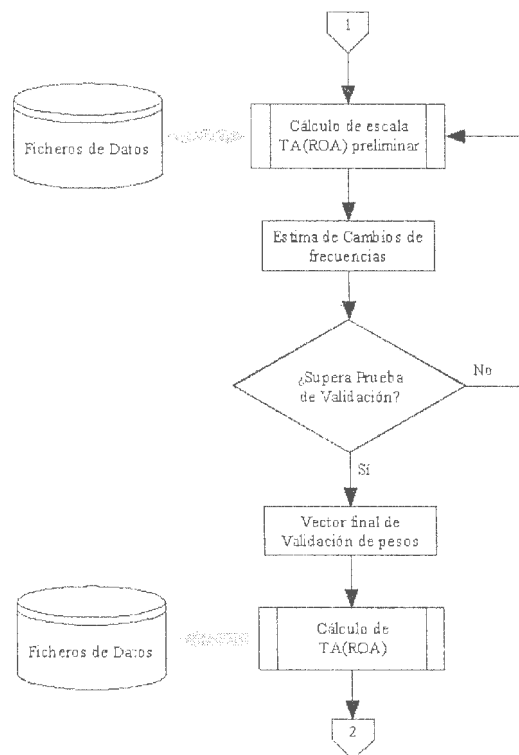 1
Ficheros de Datos
Cálculo de escala
TA(ROA) preliminar
Estima de Cambios de
frecuencias
¿Supera Prueba
de Validación?
No
Sí
Vector final de
Validación de pesos
Ficheros de Datos
Cálculo de
TA(ROA)
2